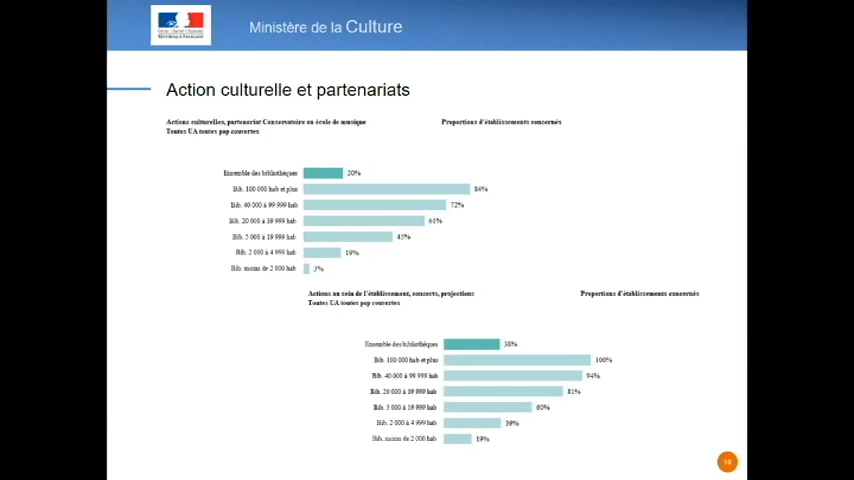 RÉPUBLIQUE FRANÇAISE
Ministère de la Culture
Action culturelle et partenariats
Actions culturelles, partenariat Conservatoire ou école de musique
Proportions d'établissements concernés
Toutes UA toutes pop couvertes
Ensemble des bibliothèques 20%
Bib. 100 000 hab et plus 84%
Bib. 40 000 à 99 999 hab 72%
Bib. 20 000 à 39 999 hab 61%
Bib. 5 000 à 19 999 hab 45%
Bib. 2 000 à 4 999 hab 19%
Bib. moins de 2 000 hab 3%
Actions au sein de l'établissement, concerts, projections
Proportions d'établissements concernés
Toutes UA toutes pop couvertes
Ensemble des bibliothèques 38%
Bib. 100 000 hab et plus 100%
Bib. 40 000 à 99 999 hab 94%
Bib. 20 000 à 39 999 hab 81%
Bib. 5 000 à 19 999 hab 60%
Bib. 2 000 à 4 999 hab 39%
Bib. moins de 2 000 hab 19%